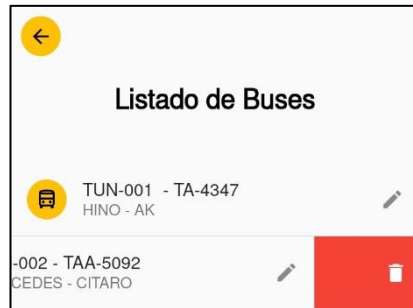 Listado de Buses
TUN-001 - TA-4347
HINO - AK
-002 - TAA-5092
CEDES - CITARO